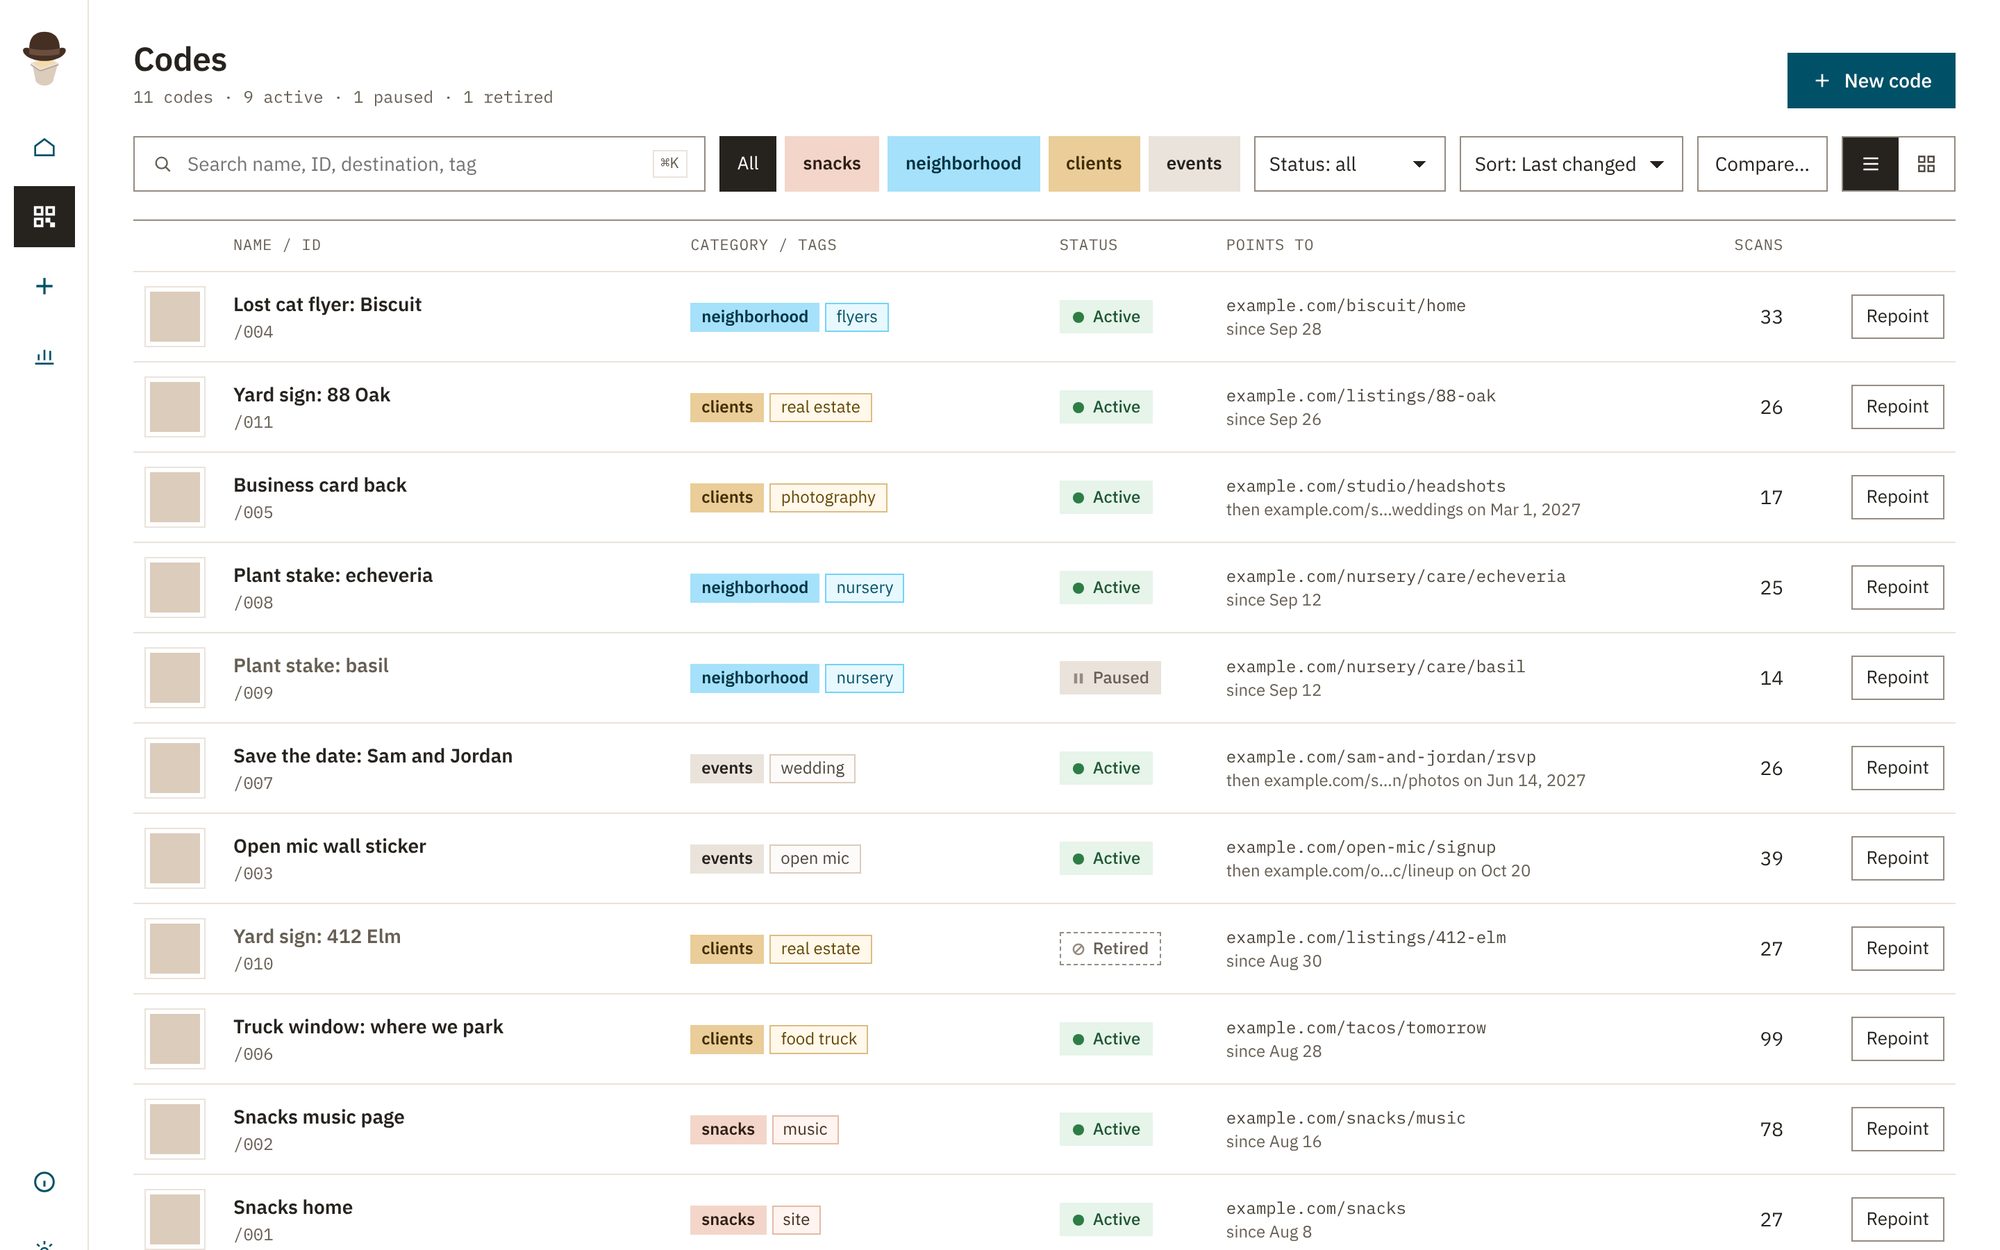 Codes
11 codes · 9 active · 1 paused · 1 retired
+ New code
Search name, ID, destination, tag ⌘K
All snacks neighborhood clients events Status: all Sort: Last changed Compare...
NAME / ID CATEGORY / TAGS STATUS POINTS TO SCANS
Lost cat flyer: Biscuit
/004
neighborhood flyers
Active
example.com/biscuit/home
since Sep 28
33
Repoint
Yard sign: 88 Oak
/011
clients real estate
Active
example.com/listings/88-oak
since Sep 26
26
Repoint
Business card back
/005
clients photography
Active
example.com/studio/headshots
then example.com/s...weddings on Mar 1, 2027
17
Repoint
Plant stake: echeveria
/008
neighborhood nursery
Active
example.com/nursery/care/echeveria
since Sep 12
25
Repoint
Plant stake: basil
/009
neighborhood nursery
Paused
example.com/nursery/care/basil
since Sep 12
14
Repoint
Save the date: Sam and Jordan
/007
events wedding
Active
example.com/sam-and-jordan/rsvp
then example.com/s...n/photos on Jun 14, 2027
26
Repoint
Open mic wall sticker
/003
events open mic
Active
example.com/open-mic/signup
then example.com/o...c/lineup on Oct 20
39
Repoint
Yard sign: 412 Elm
/010
clients real estate
Retired
example.com/listings/412-elm
since Aug 30
27
Repoint
Truck window: where we park
/006
clients food truck
Active
example.com/tacos/tomorrow
since Aug 28
99
Repoint
Snacks music page
/002
snacks music
Active
example.com/snacks/music
since Aug 16
78
Repoint
Snacks home
/001
snacks site
Active
example.com/snacks
since Aug 8
27
Repoint